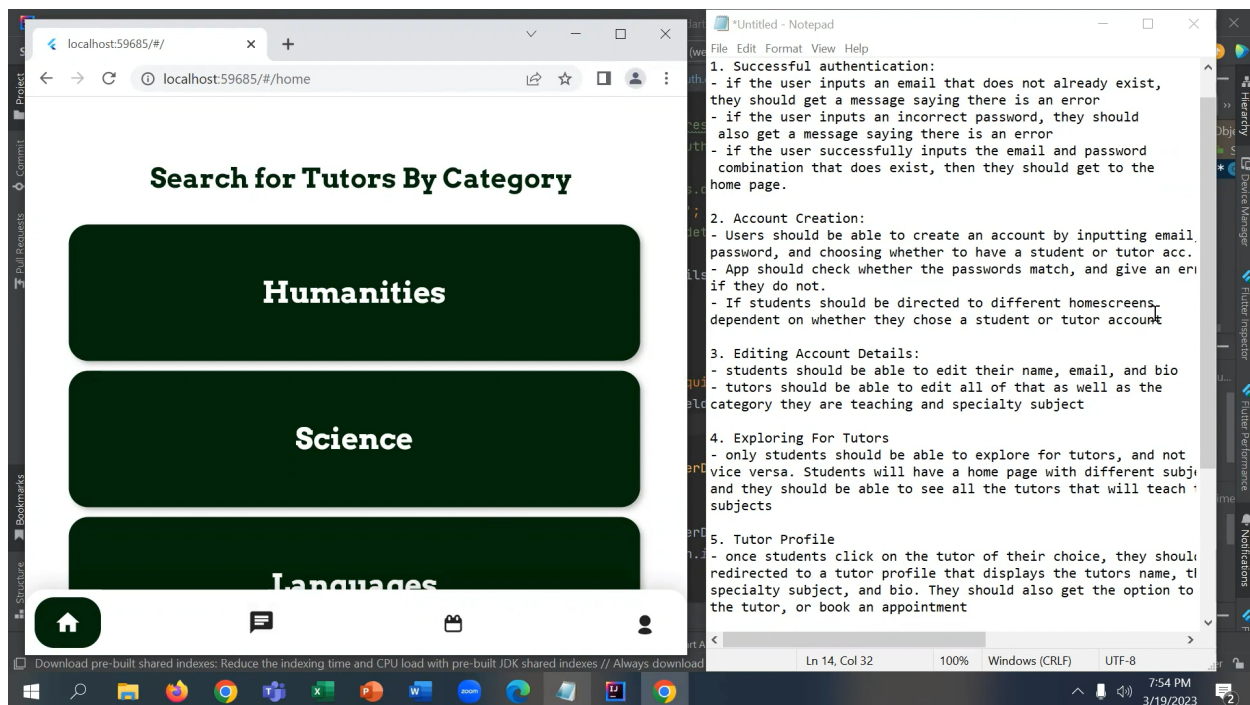 localhost:59685/#/
localhost:59685/#/home
Search for Tutors By Category
Humanities
Science
Languages
*Untitled - Notepad
File Edit Format View Help
1. Successful authentication:
- if the user inputs an email that does not already exist,
they should get a message saying there is an error
- if the user inputs an incorrect password, they should
also get a message saying there is an error
- if the user successfully inputs the email and password
combination that does exist, then they should get to the
home page.
2. Account Creation:
- Users should be able to create an account by inputting email,
password, and choosing whether to have a student or tutor acc.
- App should check whether the passwords match, and give an err
if they do not.
- If students should be directed to different homescreens
dependent on whether they chose a student or tutor account
3. Editing Account Details:
- students should be able to edit their name, email, and bio
- tutors should be able to edit all of that as well as the
category they are teaching and specialty subject
4. Exploring For Tutors
- only students should be able to explore for tutors, and not
vice versa. Students will have a home page with different subje
and they should be able to see all the tutors that will teach t
subjects
5. Tutor Profile
- once students click on the tutor of their choice, they should
redirected to a tutor profile that displays the tutors name, th
specialty subject, and bio. They should also get the option to
the tutor, or book an appointment
Ln 14, Col 32
100%
Windows (CRLF)
UTF-8
Project
Commit
Pull Requests
Bookmarks
Structure
Hierarchy
Device Manager
Flutter Inspector
Flutter Performance
Notifications
Download pre-built shared indexes: Reduce the indexing time and CPU load with pre-built JDK shared indexes // Always download
zoom
7:54 PM
3/19/2023
2